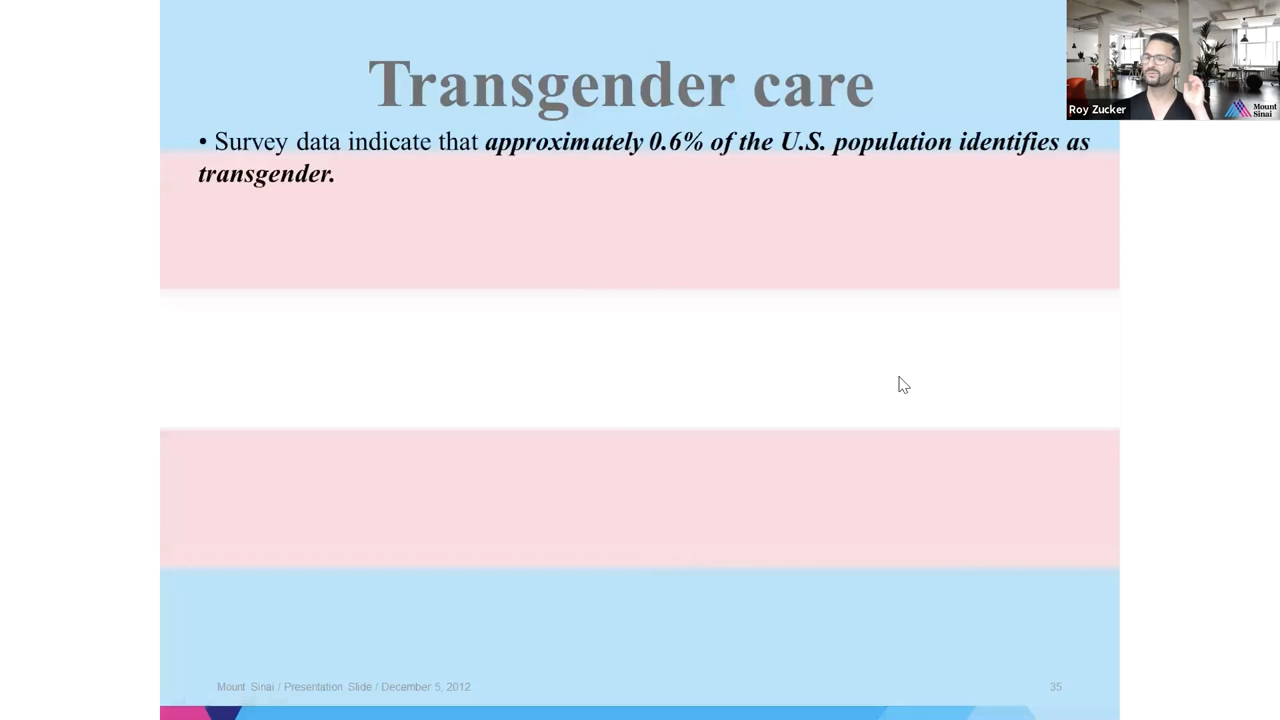 Transgender care
• Survey data indicate that approximately 0.6% of the U.S. population identifies as
transgender.
Roy Zucker
Mount
Sinai
Mount Sinai / Presentation Slide / December 5, 2012
35